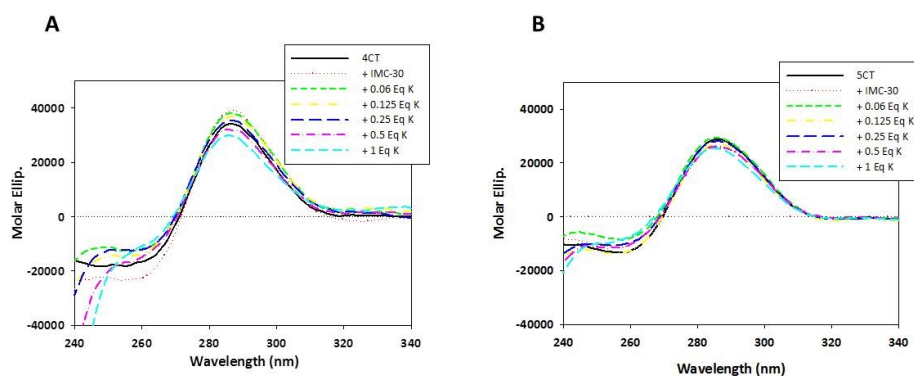 A
4CT
+ IMC-30
+ 0.06 Eq K
+ 0.125 Eq K
+ 0.25 Eq K
+ 0.5 Eq K
+ 1 Eq K
Molar Ellip.
40000
20000
0
-20000
-40000
240 260 280 300 320 340
Wavelength (nm)
B
5CT
+ IMC-30
+ 0.06 Eq K
+ 0.125 Eq K
+ 0.25 Eq K
+ 0.5 Eq K
+ 1 Eq K
Molar Ellip.
40000
20000
0
-20000
-40000
240 260 280 300 320 340
Wavelength (nm)